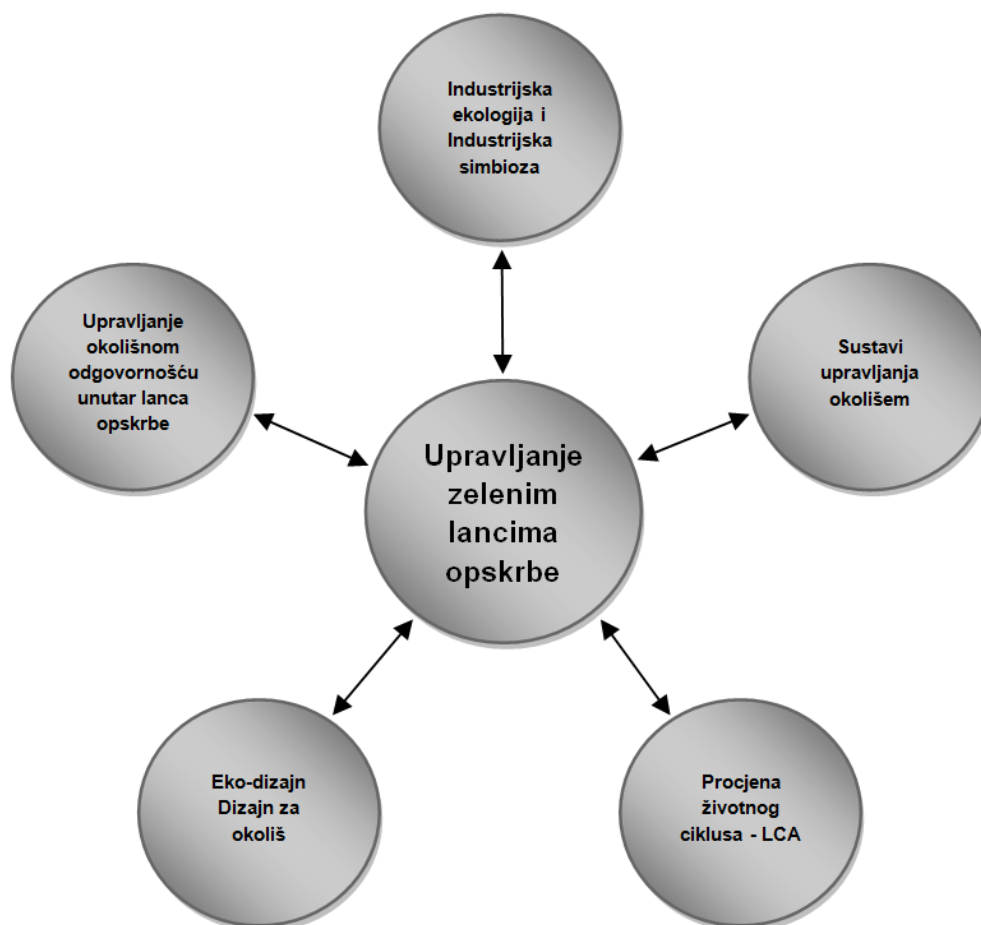 Industrijska
ekologija i
Industrijska
simbioza
Upravljanje
okolišnom
odgovornošću
unutar lanca
opskrbe
Sustavi
upravljanja
okolišem
Upravljanje
zelenim
lancima
opskrbe
Eko-dizajn
Dizajn za
okoliš
Procjena
životnog
ciklusa - LCA